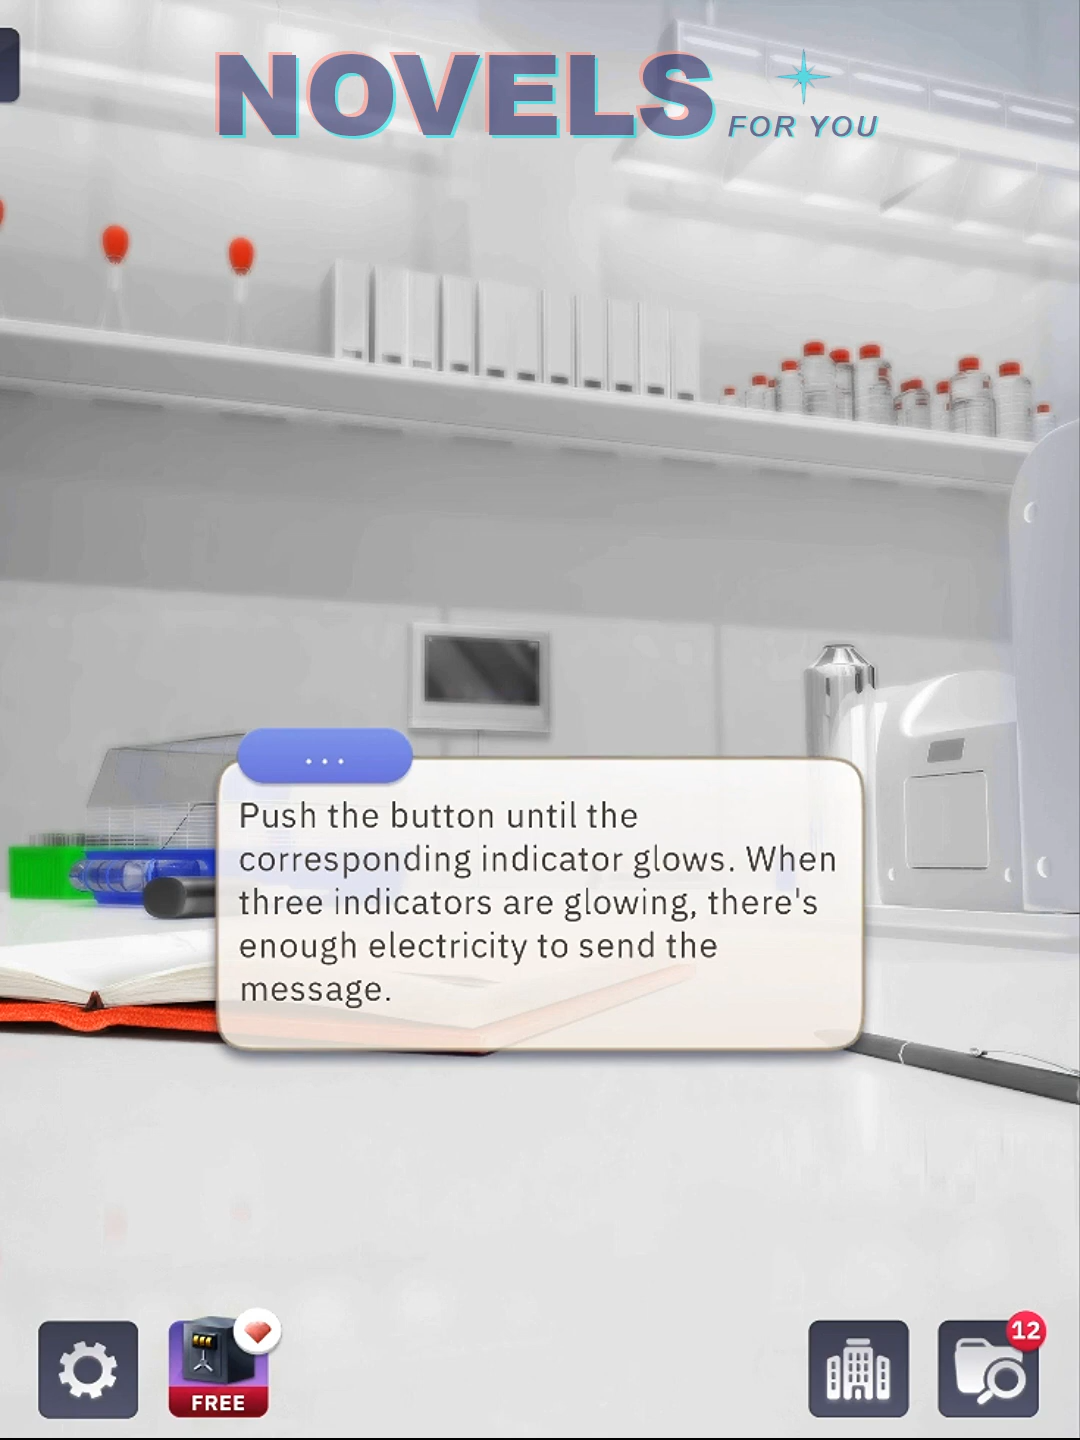 NOVELS
FOR YOU
...
Push the button until the
corresponding indicator glows. When
three indicators are glowing, there's
enough electricity to send the
message.
12
FREE